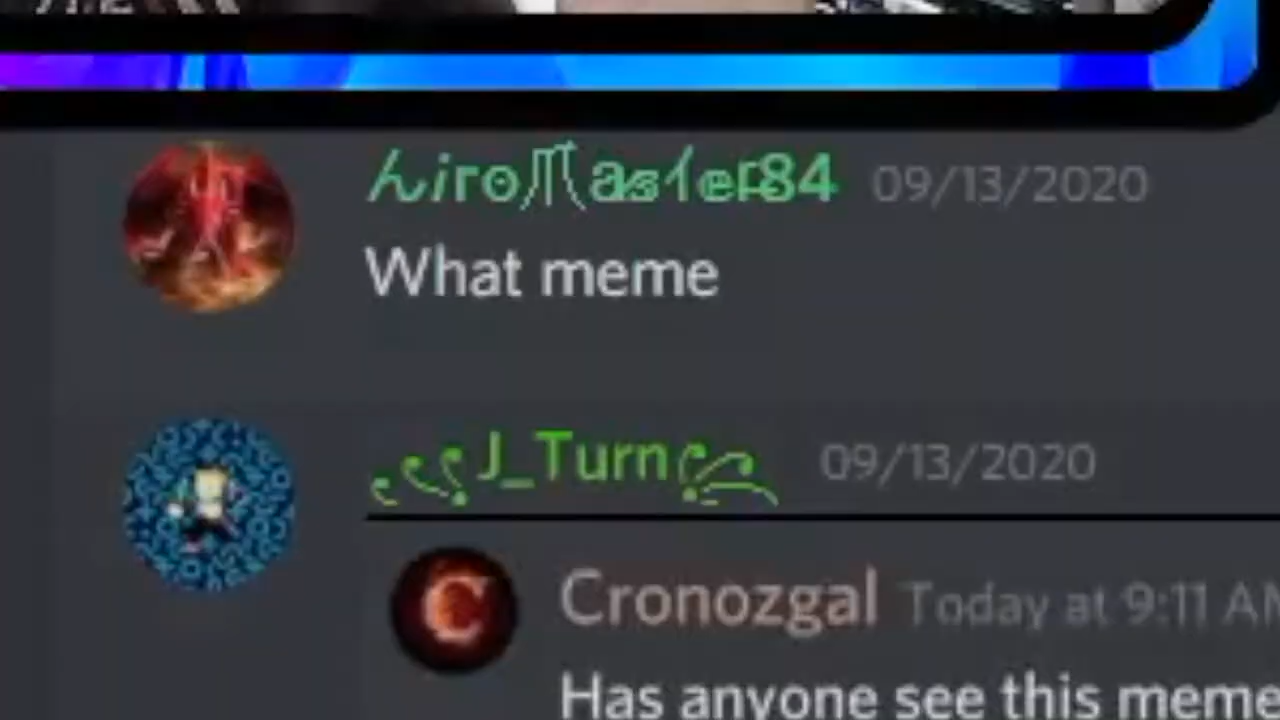 hiroMaster84 09/13/2020
What meme
J_Turn 09/13/2020
C
Cronozgal Today at 9:11 AM
Has anyone see this meme